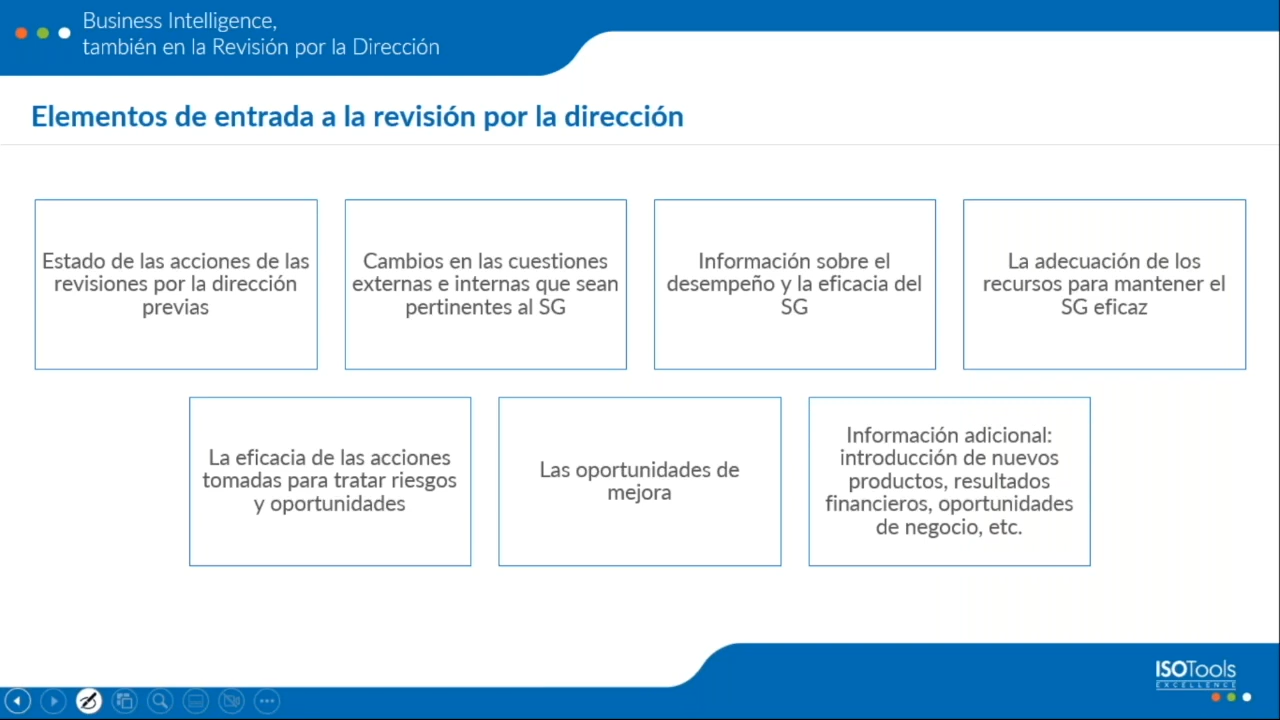 Business Intelligence,
también en la Revisión por la Dirección
Elementos de entrada a la revisión por la dirección
Estado de las acciones de las
revisiones por la dirección
previas
Cambios en las cuestiones
externas e internas que sean
pertinentes al SG
Información sobre el
desempeño y la eficacia del
SG
La adecuación de los
recursos para mantener el
SG eficaz
La eficacia de las acciones
tomadas para tratar riesgos
y oportunidades
Las oportunidades de
mejora
Información adicional:
introducción de nuevos
productos, resultados
financieros, oportunidades
de negocio, etc.
ISOTools
EXCELLENCE